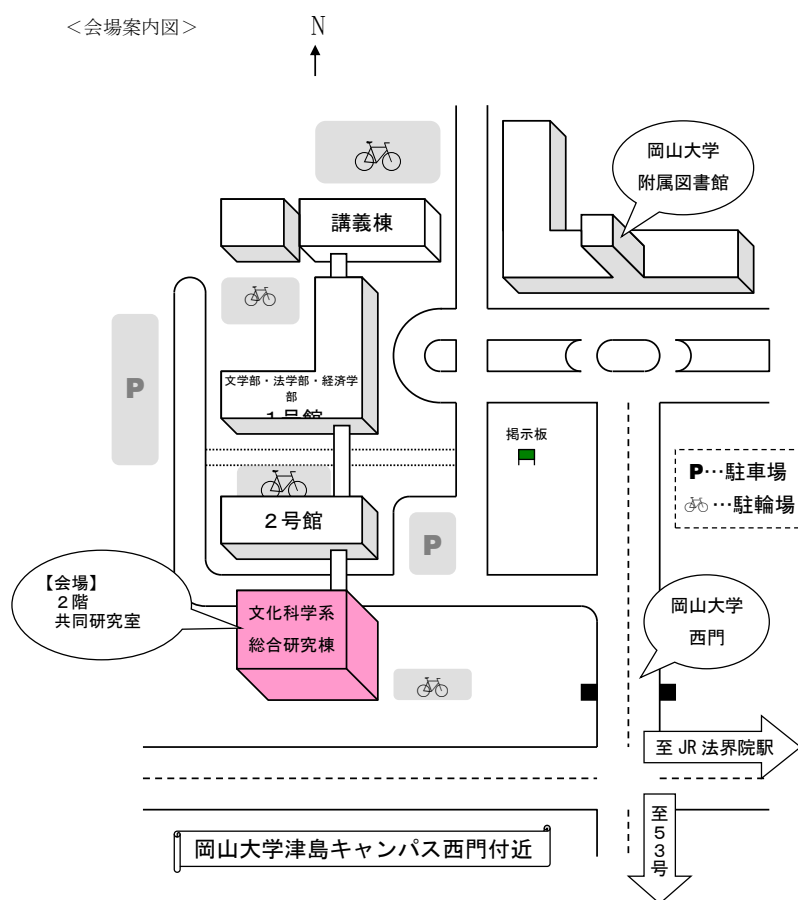 <会場案内図>
N
岡山大学
附属図書館
講義棟
P
文学部・法学部・経済学
部
1号館
掲示板
P…駐車場
…駐輪場
2号館
P
【会場】
2階
共同研究室
文化科学系
総合研究棟
岡山大学
西門
至 JR 法界院駅
至53号
岡山大学津島キャンパス西門付近